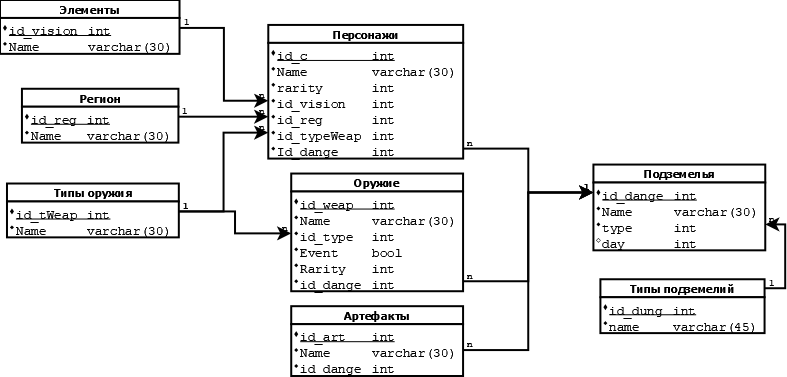 Элементы
id_vision int
Name varchar(30)
1
Регион
id_reg int
Name varchar(30)
1
Типы оружия
id_tWeap int
Name varchar(30)
1
Персонажи
id_c int
Name varchar(30)
rarity int
id_vision int
id_reg int
id_typeWeap int
Id_dange int
n
Оружие
id_weap int
Name varchar(30)
id_type int
Event bool
Rarity int
id_dange int
n
Артефакты
id_art int
Name varchar(30)
id_dange int
n
Подземелья
id_dange int
Name varchar(30)
type int
day int
Типы подземелий
id_dung int
name varchar(45)
1